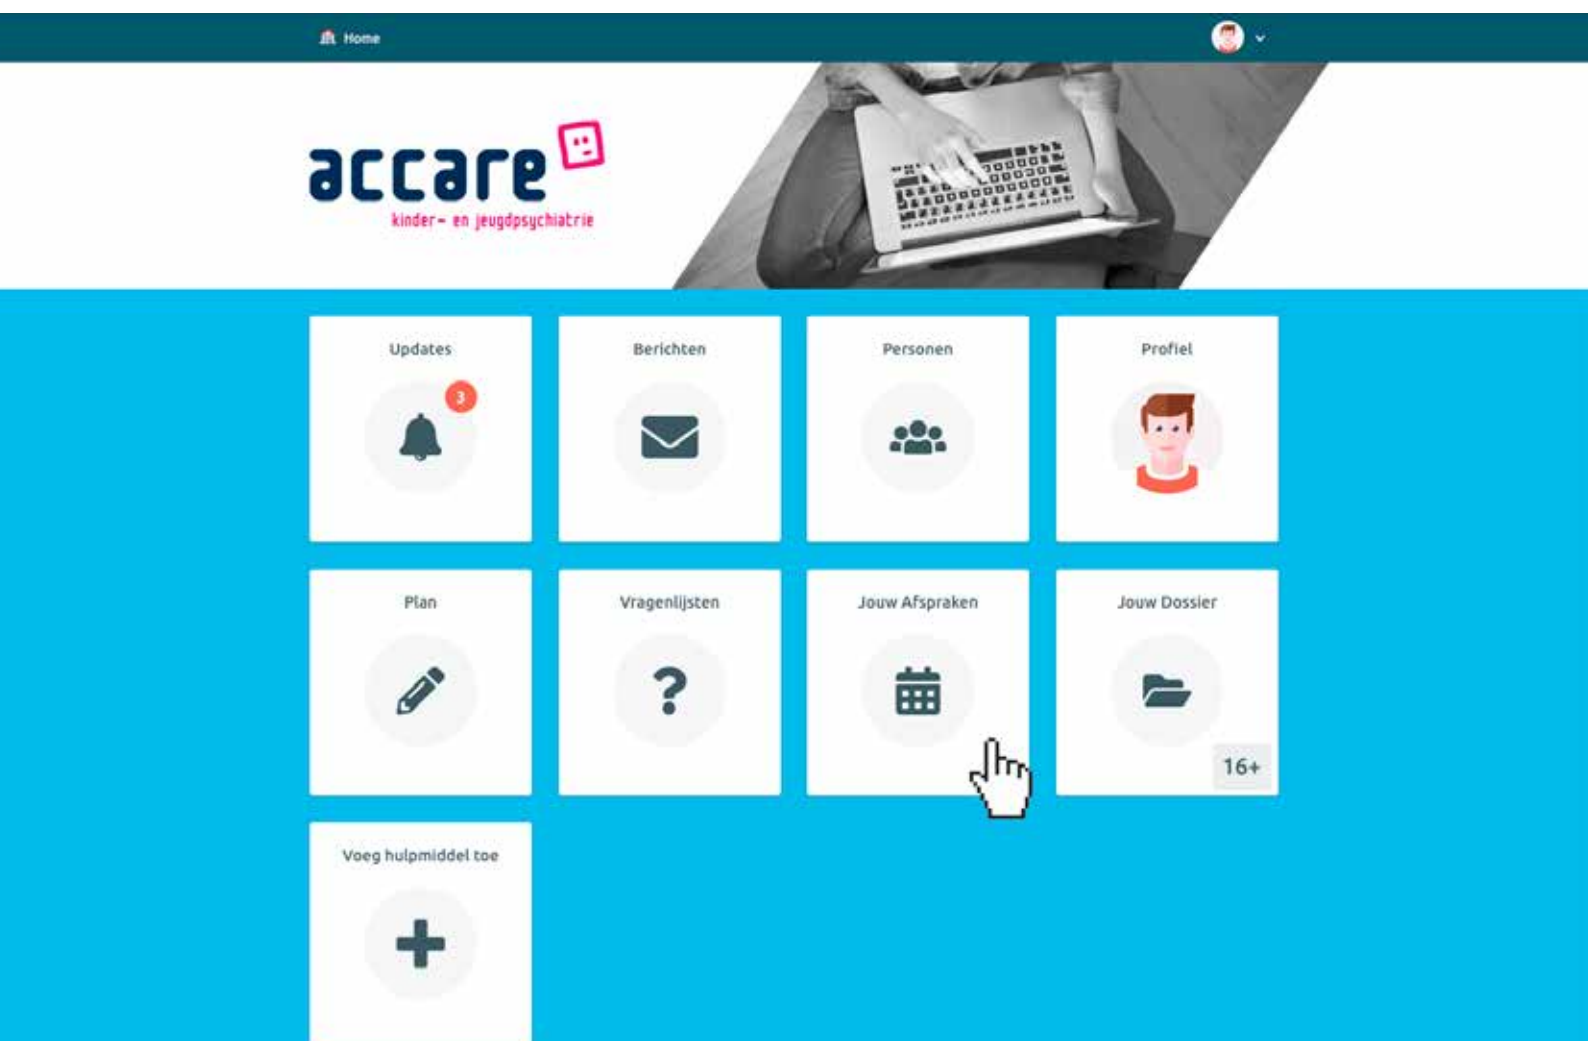 Home
accare
kinder- en jeugdpsychiatrie
Updates
3
Berichten
Personen
Profiel
Plan
Vragenlijsten
Jouw Afspraken
Jouw Dossier
16+
Voeg hulpmiddel toe